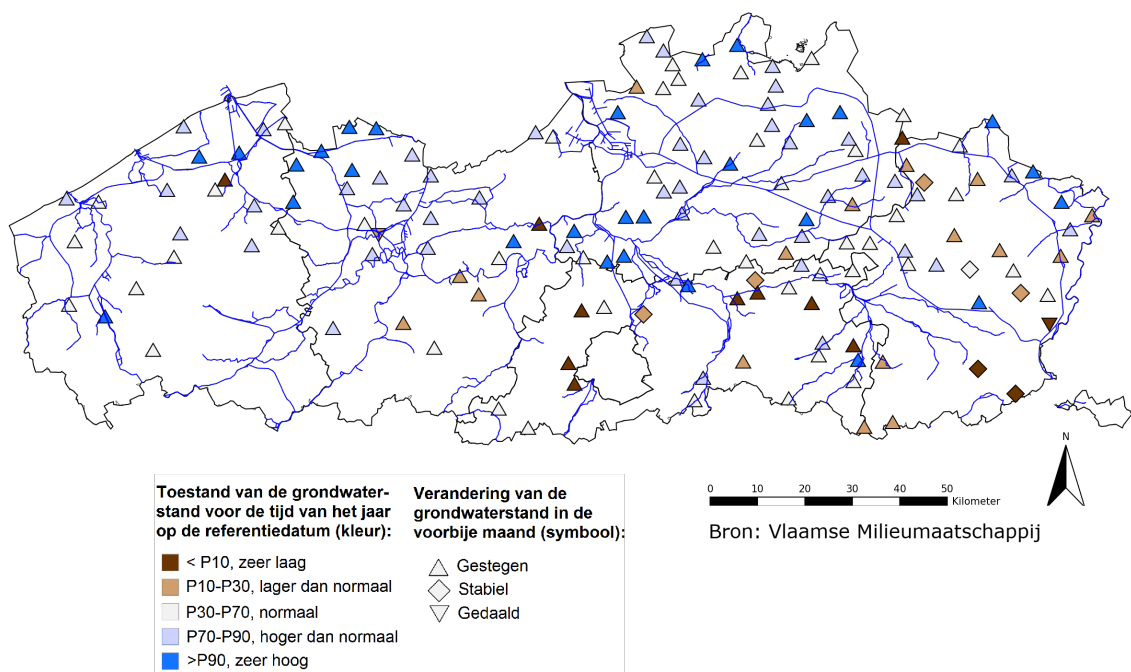 Toestand van de grondwater-
stand voor de tijd van het jaar
op de referentiedatum (kleur):
< P10, zeer laag
P10-P30, lager dan normaal
P30-P70, normaal
P70-P90, hoger dan normaal
>P90, zeer hoog
Verandering van de
grondwaterstand in de
voorbije maand (symbool):
Gestegen
Stabiel
Gedaald
0 10 20 30 40 50
Kilometer
Bron: Vlaamse Milieumaatschappij
N